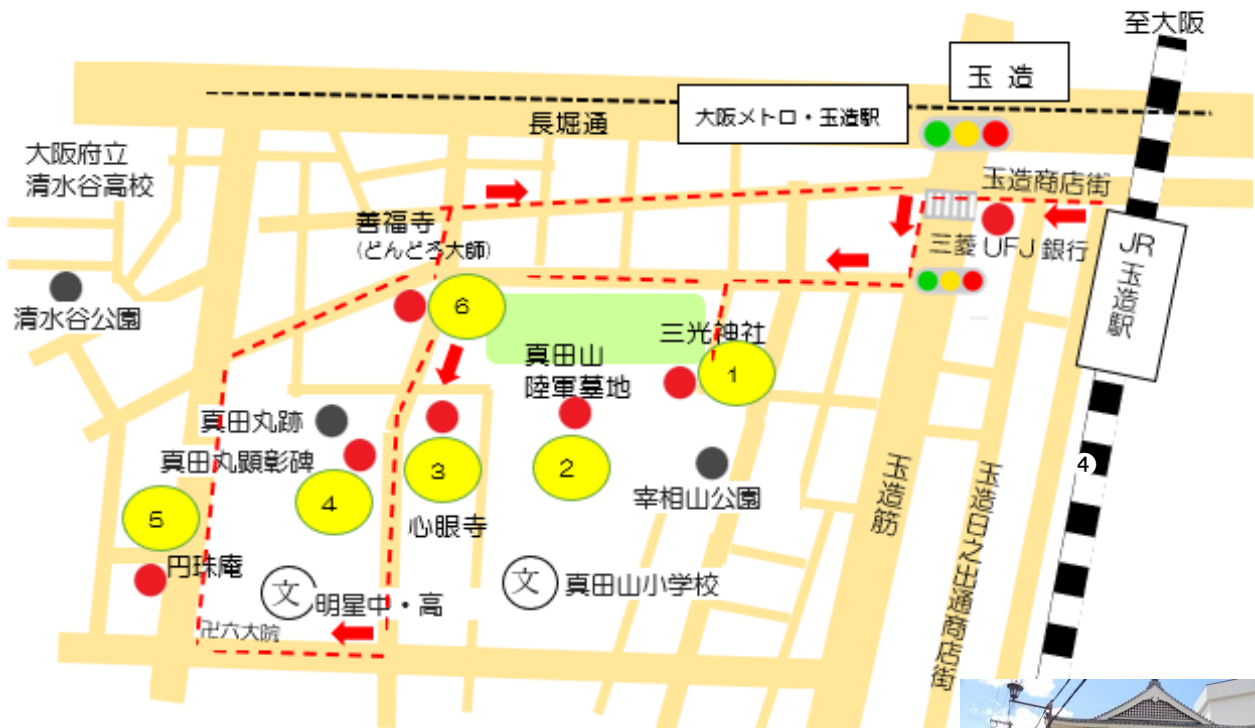 至大阪
玉 造
大阪メトロ・玉造駅
長堀通
大阪府立
清水谷高校
玉造商店街
善福寺
(どんどろ大師)
三菱UFJ銀行
JR玉造駅
清水谷公園
6
三光神社
1
真田山
陸軍墓地
真田丸跡
真田丸顕彰碑
3
2
4
宰相山公園
4
5
心眼寺
玉造筋
玉造日之出通商店街
円珠庵
文
明星中・高
文
真田山小学校
卍六大院